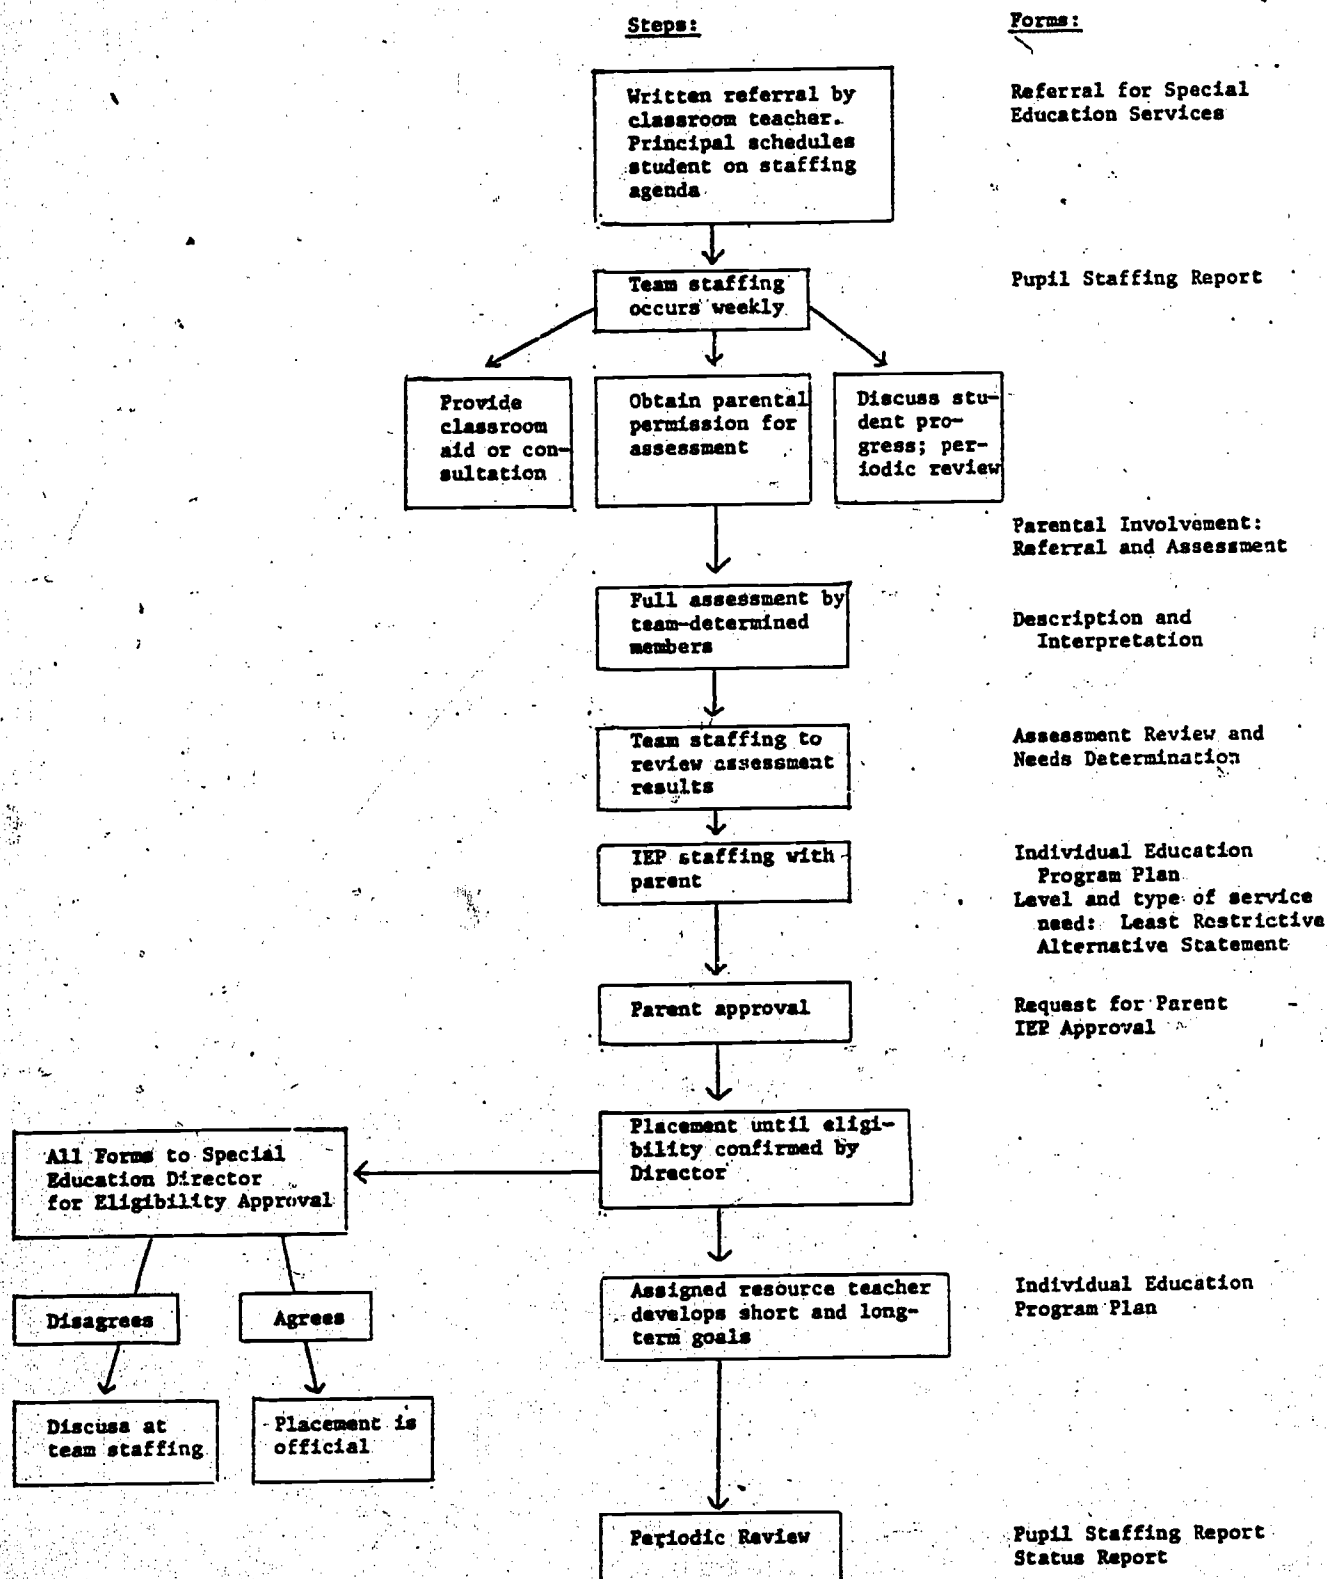 Steps:
Forms:
Written referral by
classroom teacher.
Principal schedules
student on staffing
agenda
Referral for Special
Education Services
Team staffing
occurs weekly
Pupil Staffing Report
Provide
classroom
aid or con-
sultation
Obtain parental
permission for
assessment
Discuss stu-
dent pro-
gress; per-
iodic review
Parental Involvement:
Referral and Assessment
Full assessment by
team-determined
members
Description and
Interpretation
Team staffing to
review assessment
results
Assessment Review and
Needs Determination
IEP staffing with
parent
Individual Education
Program Plan
Level and type of service
need: Least Restrictive
Alternative Statement
Parent approval
Request for Parent
IEP Approval
Placement until eligi-
bility confirmed by
Director
All Forms to Special
Education Director
for Eligibility Approval
Disagrees
Agrees
Assigned resource teacher
develops short and long-
term goals
Individual Education
Program Plan
Discuss at
team staffing
Placement is
official
Periodic Review
Pupil Staffing Report
Status Report